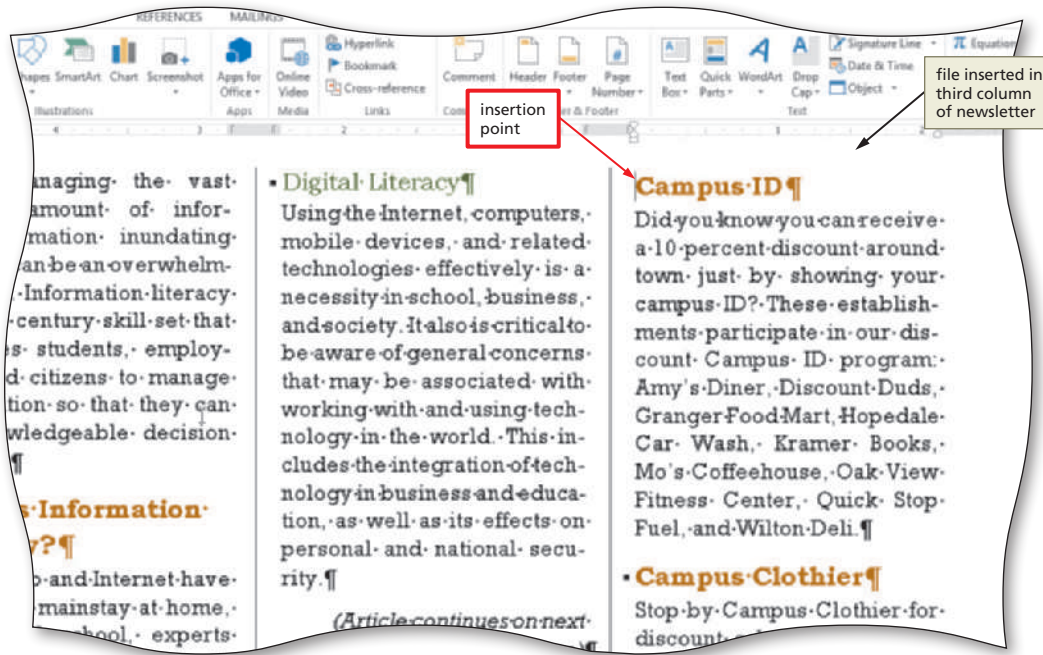 REFERENCES MAILINGS
Shapes SmartArt Chart Screenshot
Illustrations
Apps for Office
Apps
Online Video
Media
Hyperlink
Bookmark
Cross-reference
Links
Comment
Header Footer Page Number
er & Footer
Text Box Quick Parts WordArt Drop Cap
Signature Line
Date & Time
Object
Text
Equation
insertion
point
file inserted in
third column
of newsletter
anaging the vast
amount of infor-
mation inundating
an be an overwhelm-
. Information literacy
century skill set that
s students, employ-
d citizens to manage
tion so that they can
wledgeable decision
¶
s Information
y?¶
p and Internet have
mainstay at home,
school, experts
Digital Literacy¶
Using the Internet, computers,
mobile devices, and related
technologies effectively is a
necessity in school, business,
and society. It also is critical to
be aware of general concerns
that may be associated with
working with and using tech-
nology in the world. This in-
cludes the integration of tech-
nology in business and educa-
tion, as well as its effects on
personal and national secu-
rity.¶
(Article continues on next
Campus ID¶
Did you know you can receive
a 10 percent discount around
town just by showing your
campus ID? These establish-
ments participate in our dis-
count Campus ID program:
Amy's Diner, Discount Duds,
Granger Food Mart, Hopedale
Car Wash, Kramer Books,
Mo's Coffeehouse, Oak View
Fitness Center, Quick Stop
Fuel, and Wilton Deli.¶
Campus Clothier¶
Stop by Campus Clothier for
discount